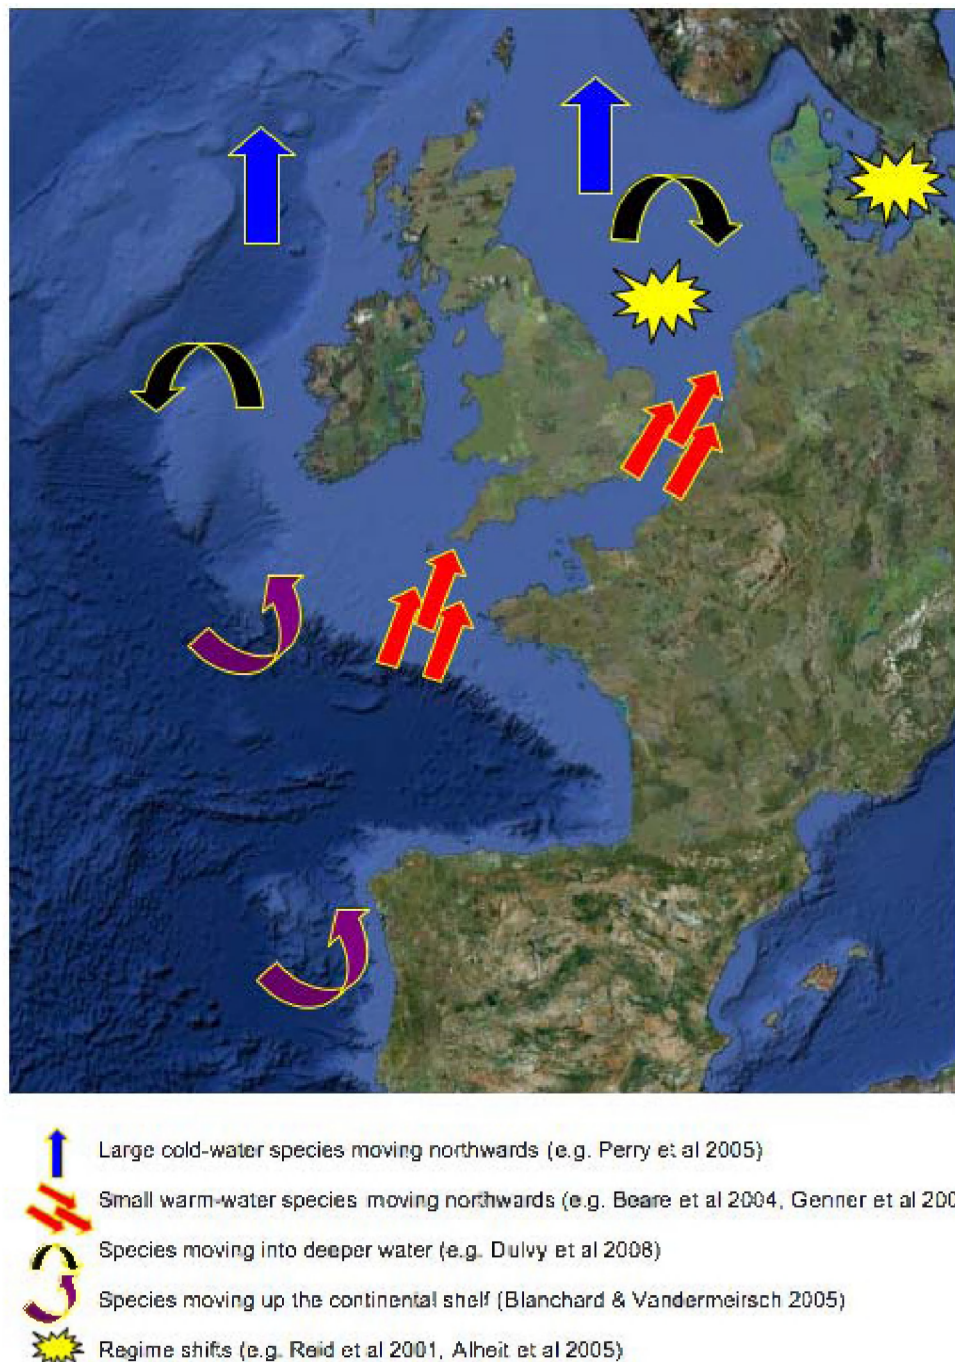 Large cold-water species moving northwards (e.g. Perry et al 2005)
Small warm-water species moving northwards (e.g. Beare et al 2004, Genner et al 200
Species moving into deeper water (e.g. Dulvy et al 2008)
Species moving up the continental shelf (Blanchard & Vandermeirsch 2005)
Regime shifts (e.g. Reid et al 2001, Alheit et al 2005)